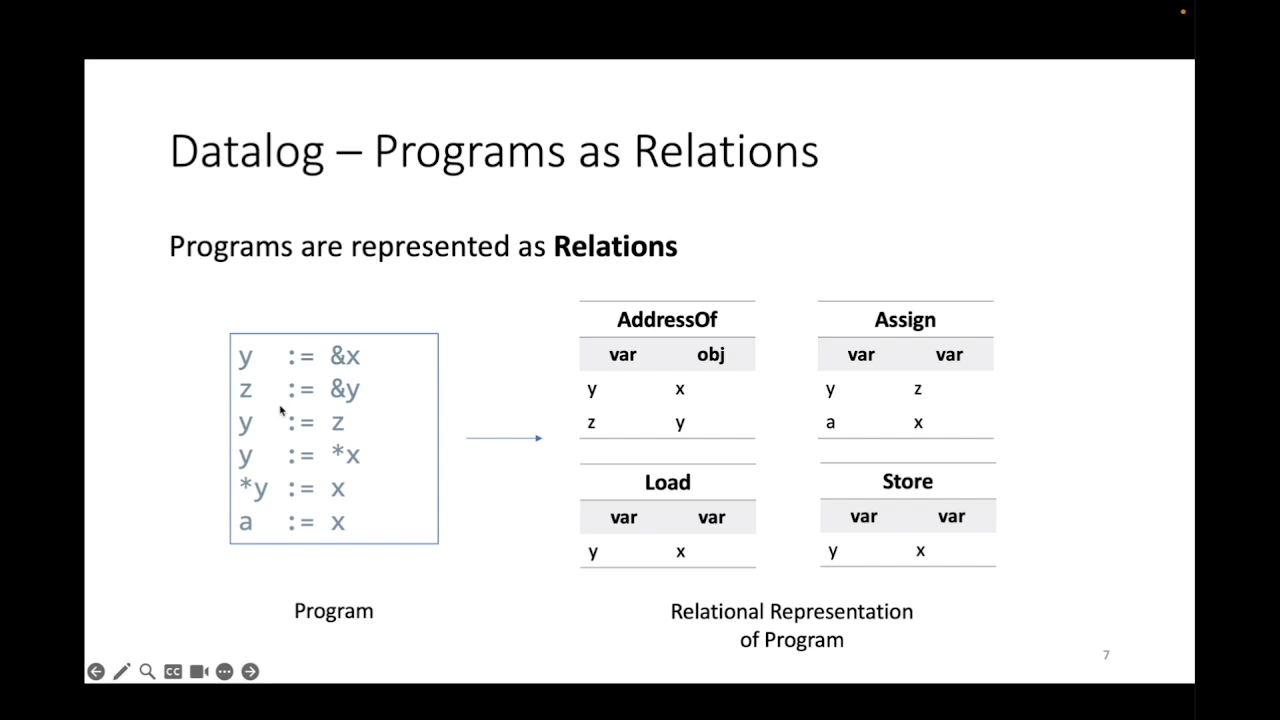 Datalog – Programs as Relations
Programs are represented as Relations
y := &x
z := &y
y := z
y := *x
*y := x
a := x
Program
AddressOf
var obj
y x
z y
Assign
var var
y z
a x
Load
var var
y x
Store
var var
y x
Relational Representation
of Program
7
CC